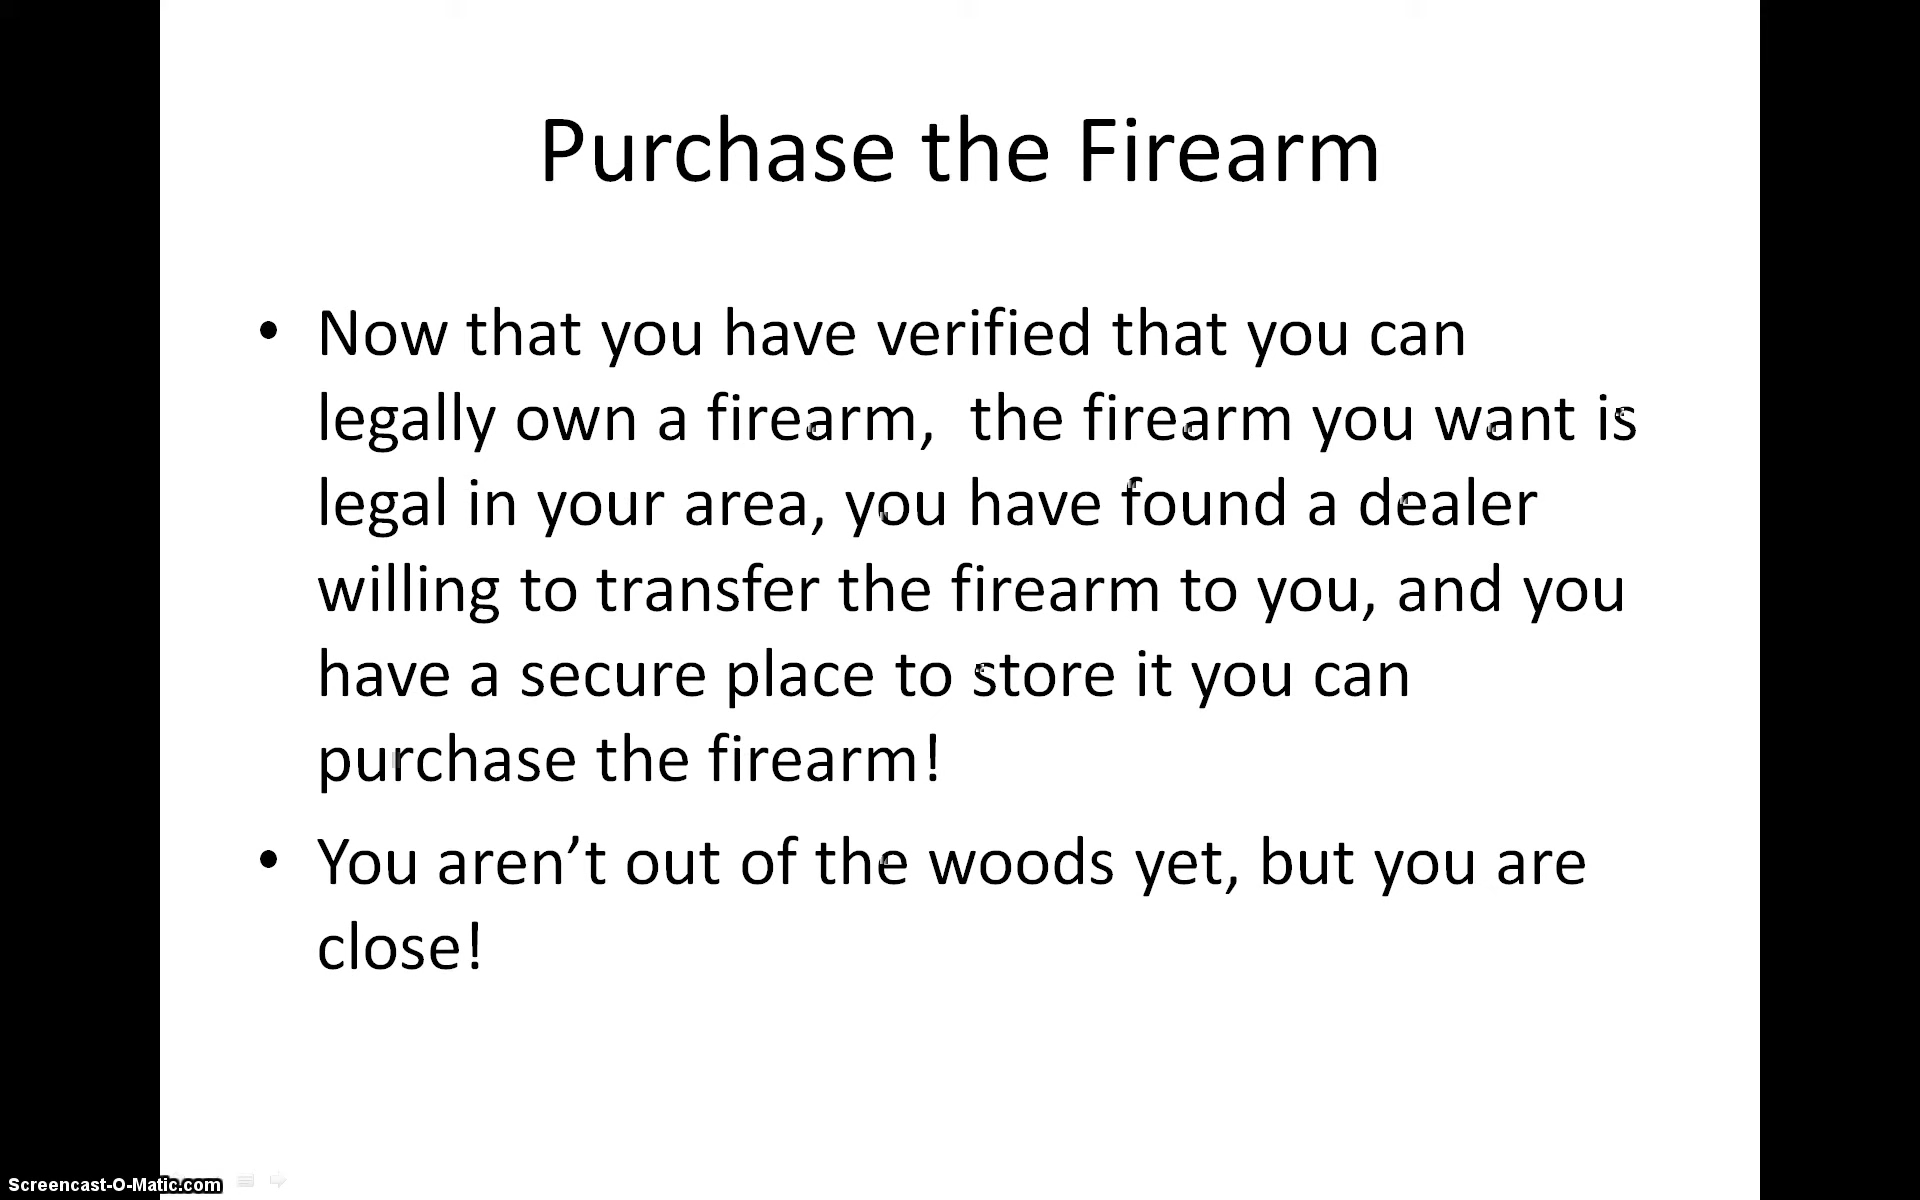 Purchase the Firearm
• Now that you have verified that you can
legally own a firearm,  the firearm you want is
legal in your area, you have found a dealer
willing to transfer the firearm to you, and you
have a secure place to store it you can
purchase the firearm!
• You aren’t out of the woods yet, but you are
close!
Screencast-O-Matic.com